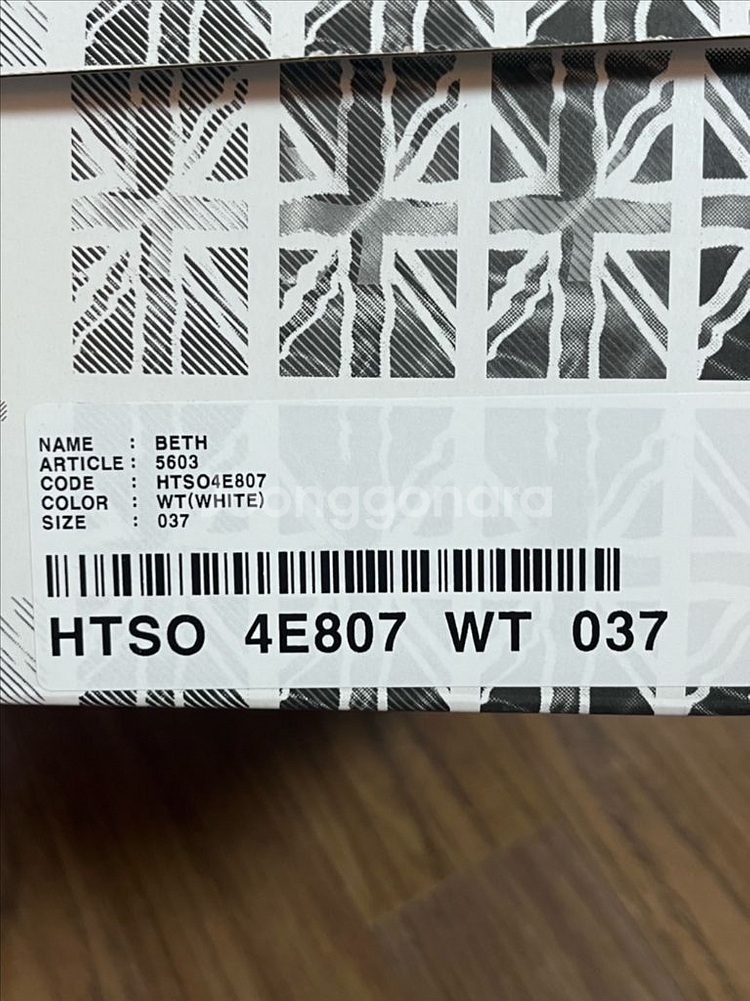 NAME : BETH
ARTICLE : 5603
CODE : HTSO4E807
COLOR : WT(WHITE)
SIZE : 037
HTSO 4E807 WT 037